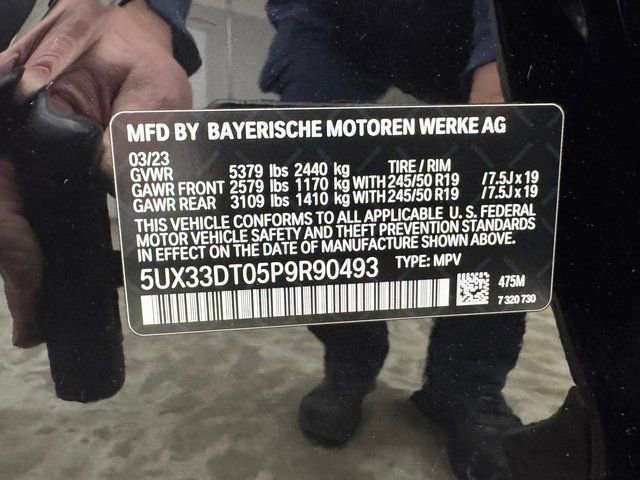 MFD BY BAYERISCHE MOTOREN WERKE AG
03/23
GVWR 5379 lbs 2440 kg TIRE / RIM
GAWR FRONT 2579 lbs 1170 kg WITH 245/50 R19 / 7.5J x 19
GAWR REAR 3109 lbs 1410 kg WITH 245/50 R19 / 7.5J x 19
THIS VEHICLE CONFORMS TO ALL APPLICABLE U. S. FEDERAL
MOTOR VEHICLE SAFETY AND THEFT PREVENTION STANDARDS
IN EFFECT ON THE DATE OF MANUFACTURE SHOWN ABOVE.
5UX33DT05P9R90493 TYPE: MPV
475M
7 320 730